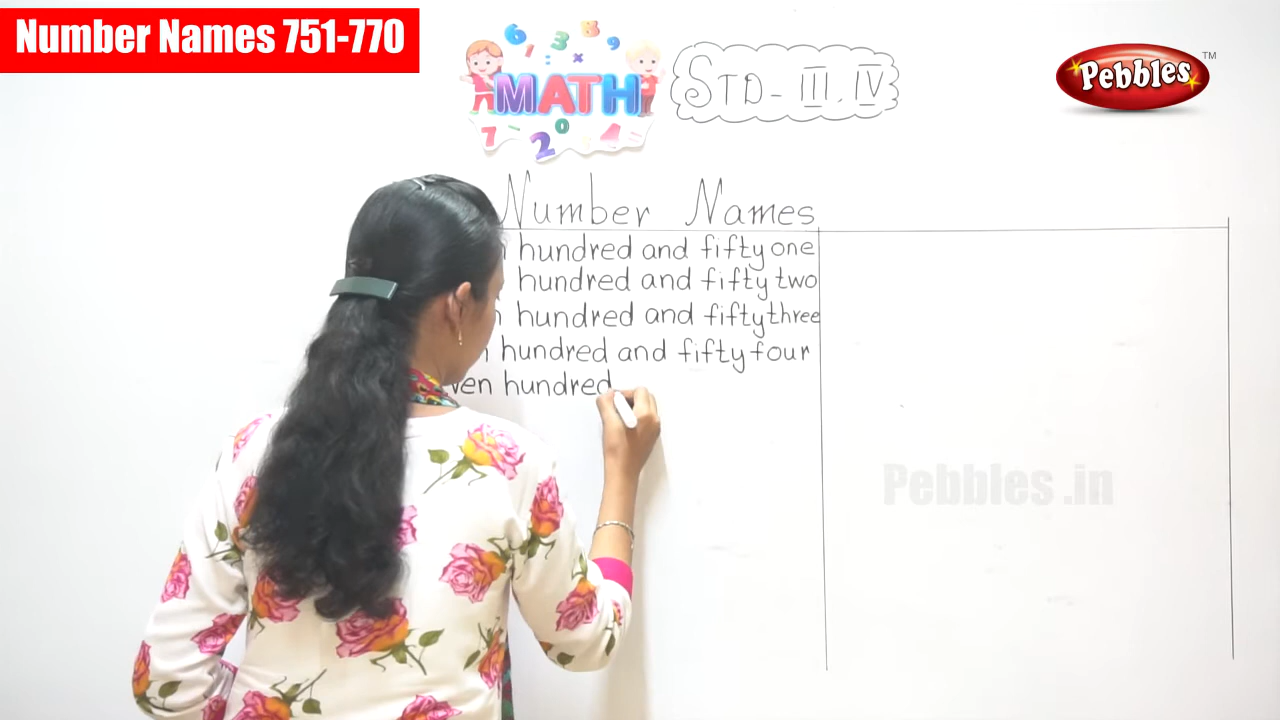 Number Names 751-770
MATH
STD - III, IV
Pebbles TM
Number Names
hundred and fifty one
hundred and fifty two
hundred and fifty three
hundred and fifty four
hundred
Pebbles .in